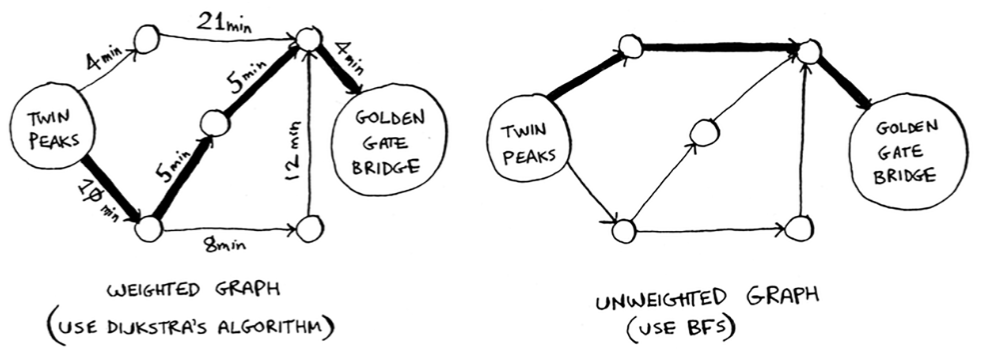 21min
4min
4min
5min
TWIN
PEAKS
GOLDEN
GATE
BRIDGE
5min
12 min
10 min
8min
WEIGHTED GRAPH
(USE DIJKSTRA'S ALGORITHM)
TWIN
PEAKS
GOLDEN
GATE
BRIDGE
UNWEIGHTED GRAPH
(USE BFS)